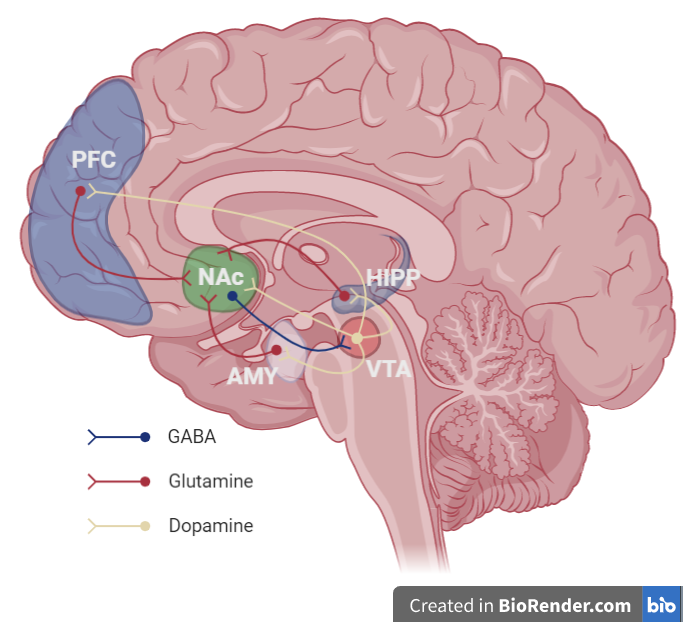 PFC
NAc
HIPP
AMY
VTA
GABA
Glutamine
Dopamine
Created in BioRender.com bio